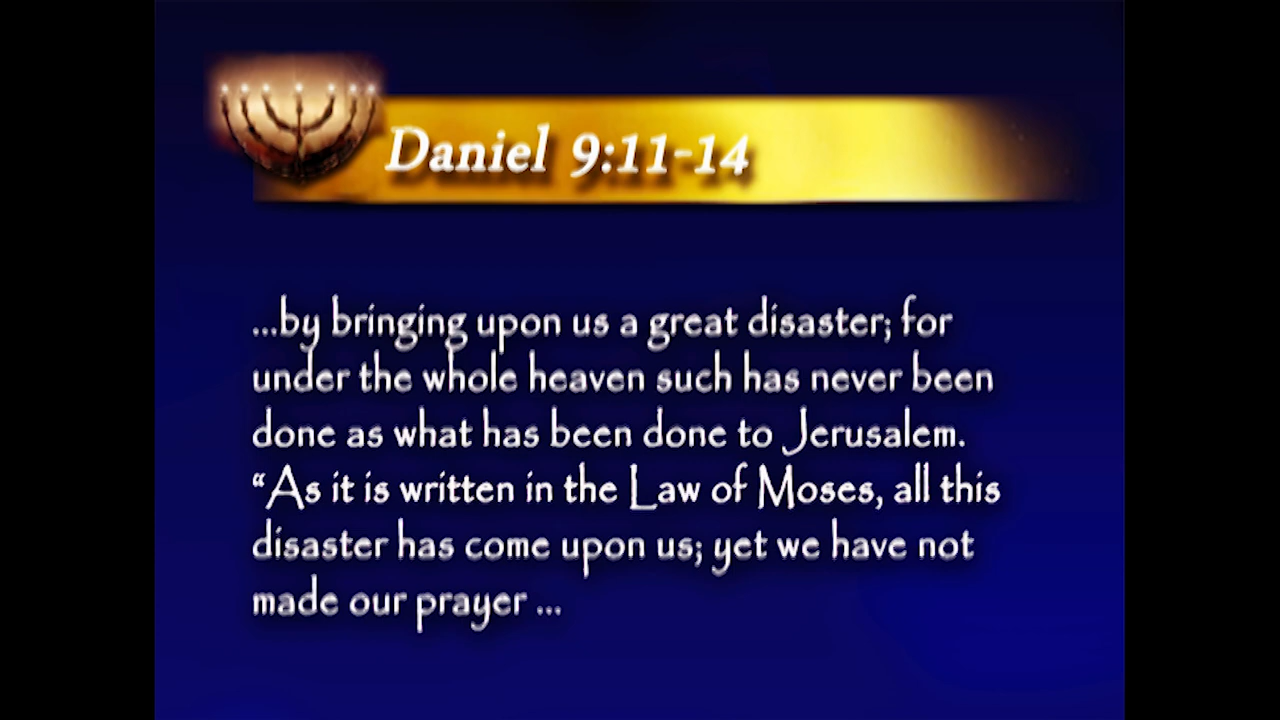 Daniel 9:11-14
...by bringing upon us a great disaster; for
under the whole heaven such has never been
done as what has been done to Jerusalem.
“As it is written in the Law of Moses, all this
disaster has come upon us; yet we have not
made our prayer ...